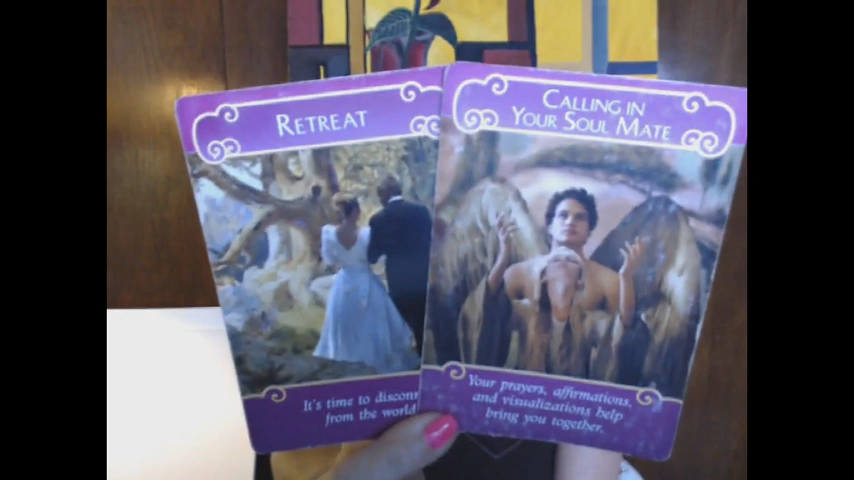 RETREAT
It's time to
from the world
CALLING IN
YOUR SOUL MATE
Your prayers, affirmations,
and visualizations help
bring you together.